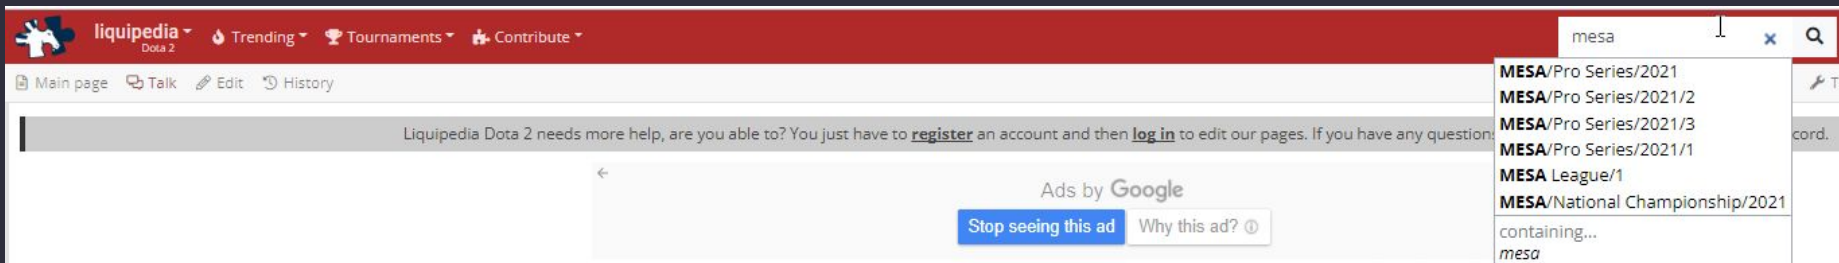 liquipedia
Dota 2
Trending
Tournaments
Contribute
mesa
Main page
Talk
Edit
History
MESA/Pro Series/2021
MESA/Pro Series/2021/2
MESA/Pro Series/2021/3
MESA/Pro Series/2021/1
MESA League/1
MESA/National Championship/2021
containing...
mesa
Liquipedia Dota 2 needs more help, are you able to? You just have to register an account and then log in to edit our pages. If you have any question
cord.
Ads by Google
Stop seeing this ad
Why this ad?